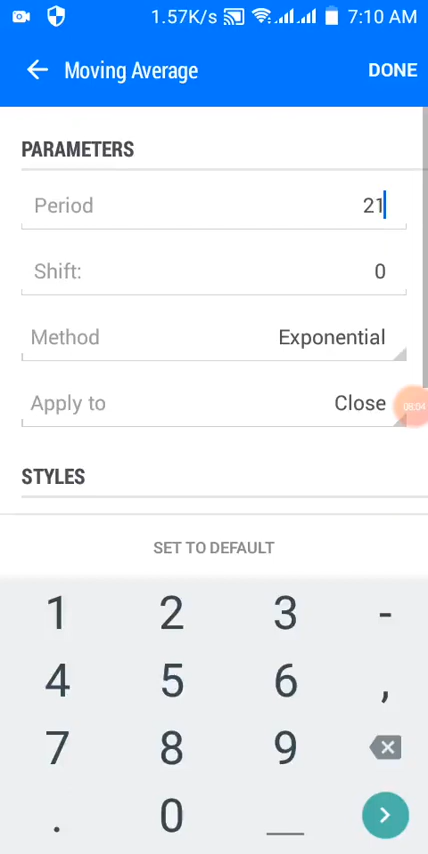 1.57K/s 7:10 AM
Moving Average DONE
PARAMETERS
Period 21
Shift: 0
Method Exponential
Apply to Close
STYLES
SET TO DEFAULT
1 2 3 -
4 5 6 ,
7 8 9
. 0 _